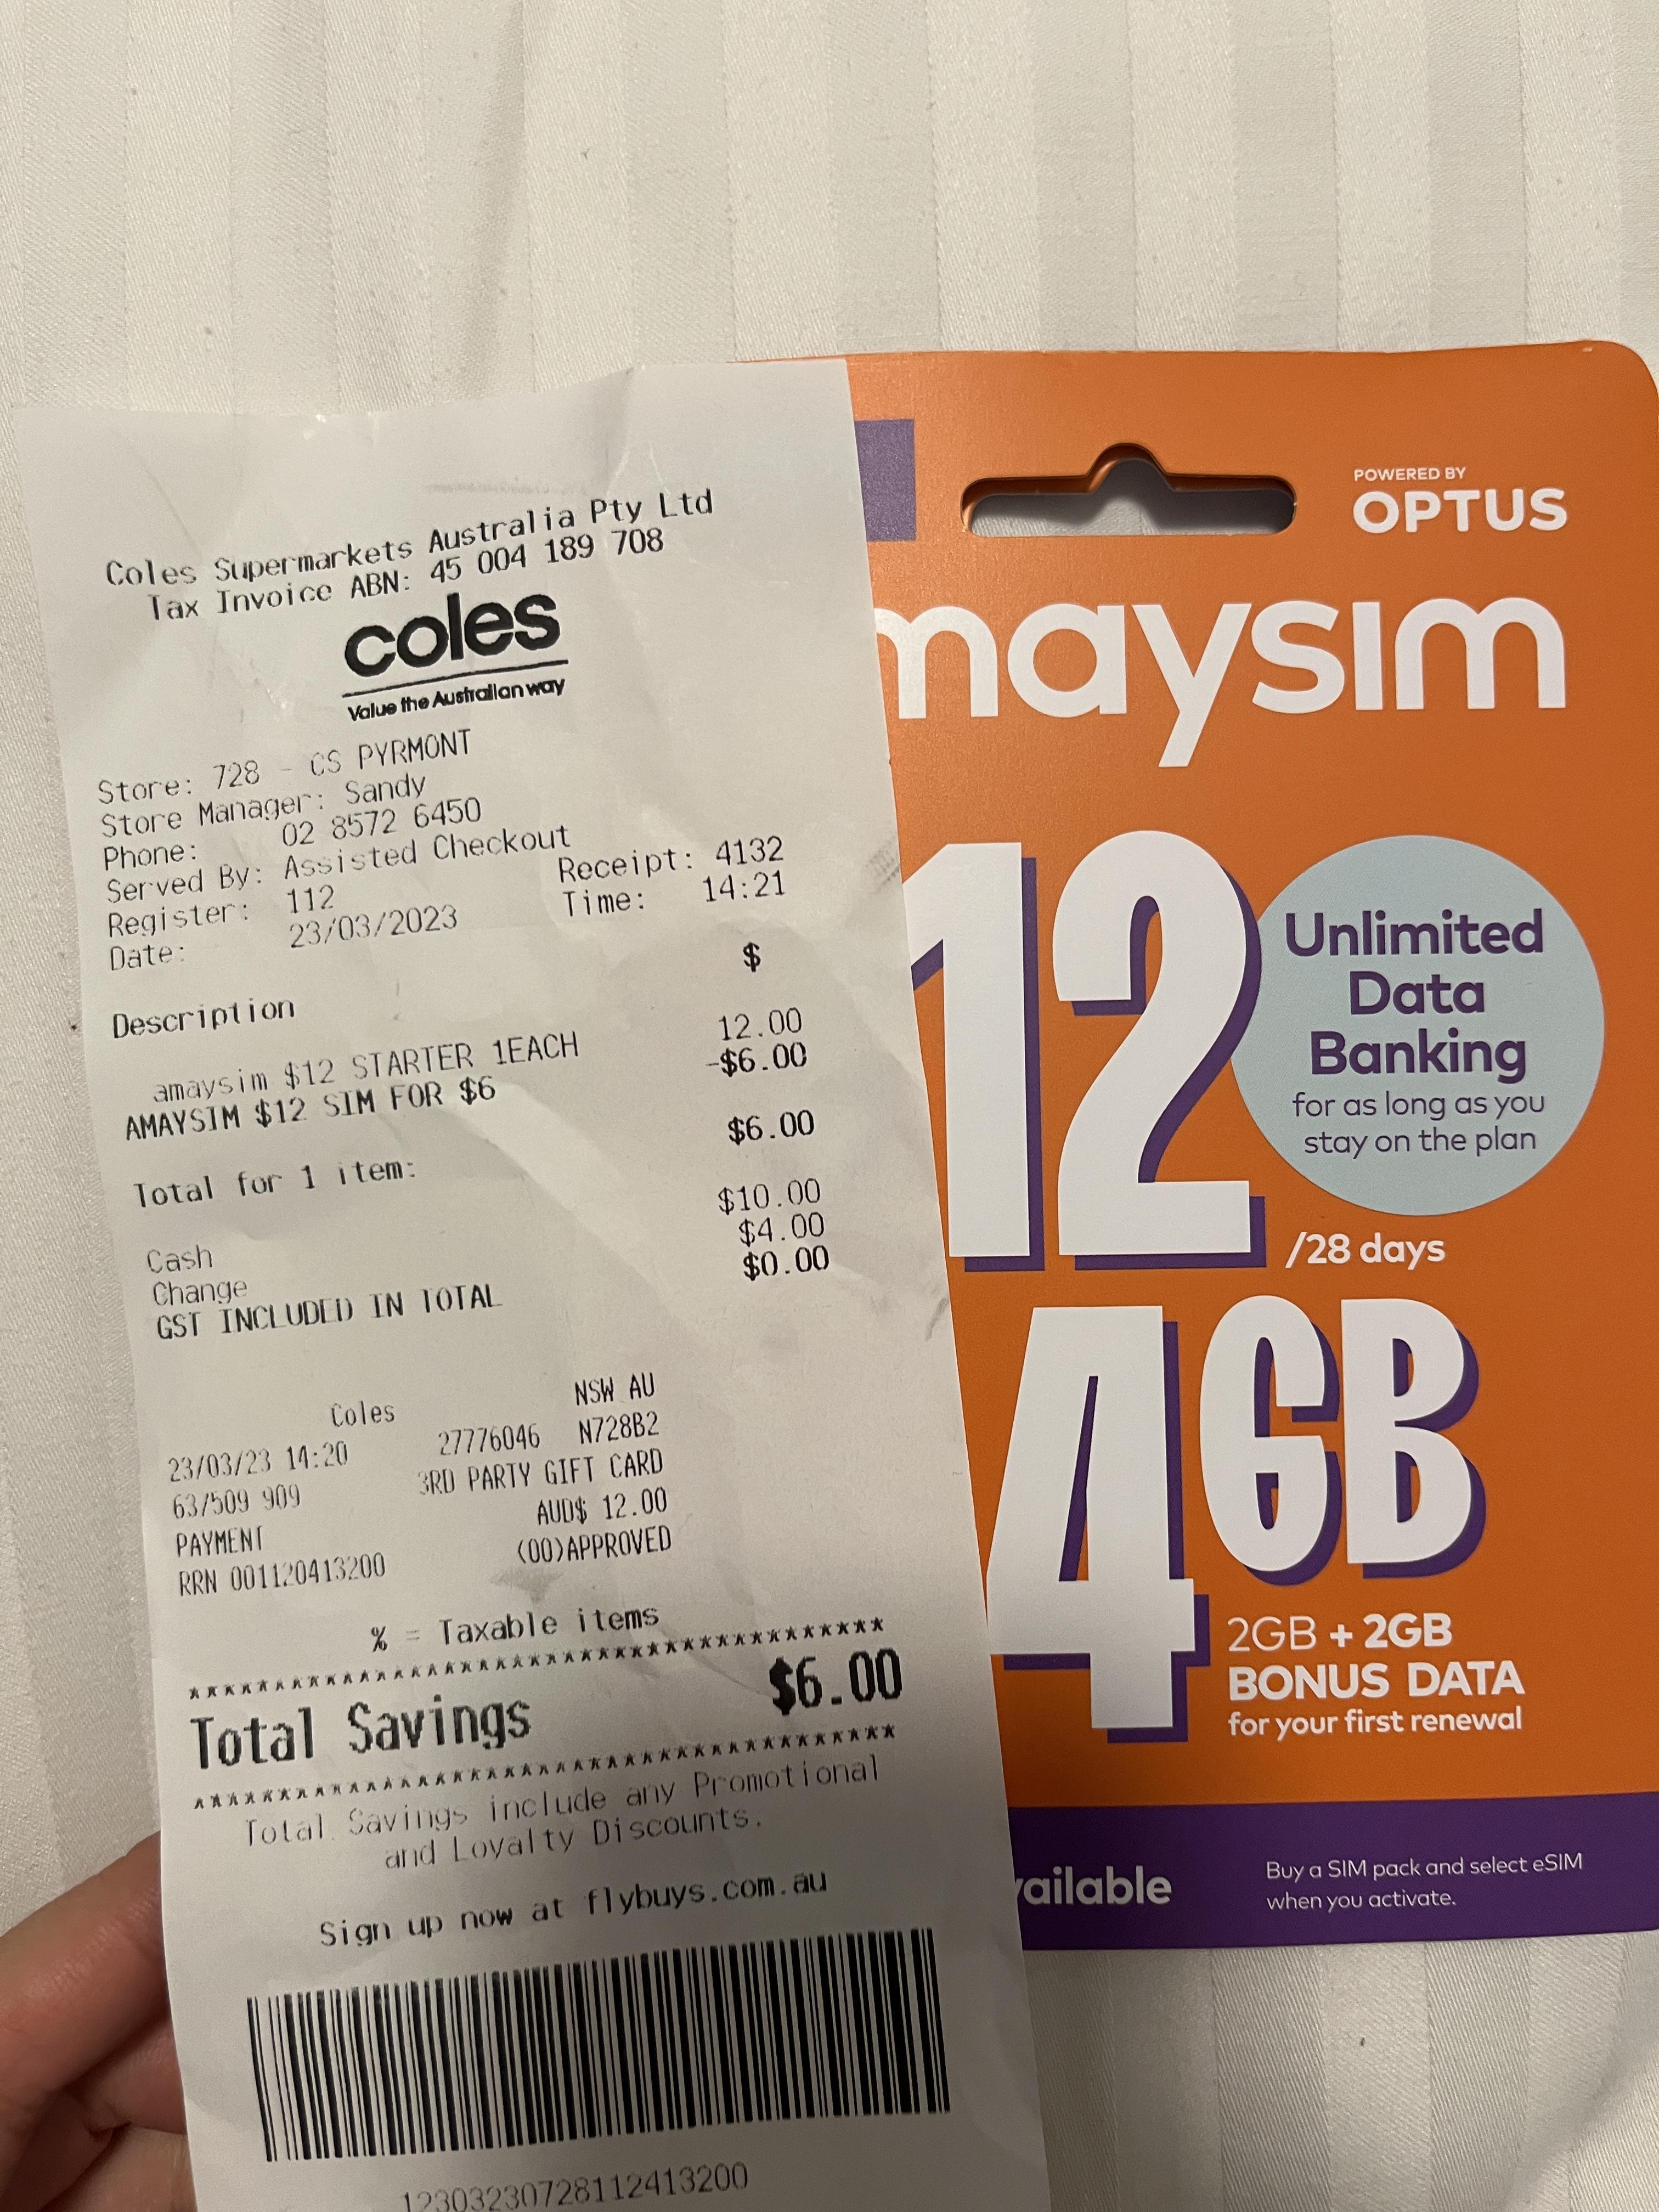 Coles Supermarkets Australia Pty Ltd
Tax Invoice ABN: 45 004 189 708
coles
Value the Australian way
Store: 728 - CS PYRMONT
Store Manager: Sandy
Phone: 02 8572 6450
Served By: Assisted Checkout
Register: 112 Receipt: 4132
Date: 23/03/2023 Time: 14:21
Description $
amaysim $12 STARTER 1EACH 12.00
AMAYSIM $12 SIM FOR $6 -$6.00
Total for 1 item: $6.00
Cash $10.00
Change $4.00
GST INCLUDED IN TOTAL $0.00
Coles NSW AU
23/03/23 14:20 27776046 N728B2
63/509 909 3RD PARTY GIFT CARD
PAYMENT AUD$ 12.00
RRN 001120413200 (00)APPROVED
% = Taxable items
************************************
Total Savings $6.00
************************************
Total Savings include any Promotional
and Loyalty Discounts.
Sign up now at flybuys.com.au
12303230728112413200
POWERED BY
OPTUS
maysim
12
Unlimited
Data
Banking
for as long as you
stay on the plan
/28 days
4GB
2GB + 2GB
BONUS DATA
for your first renewal
vailable
Buy a SIM pack and select eSIM
when you activate.